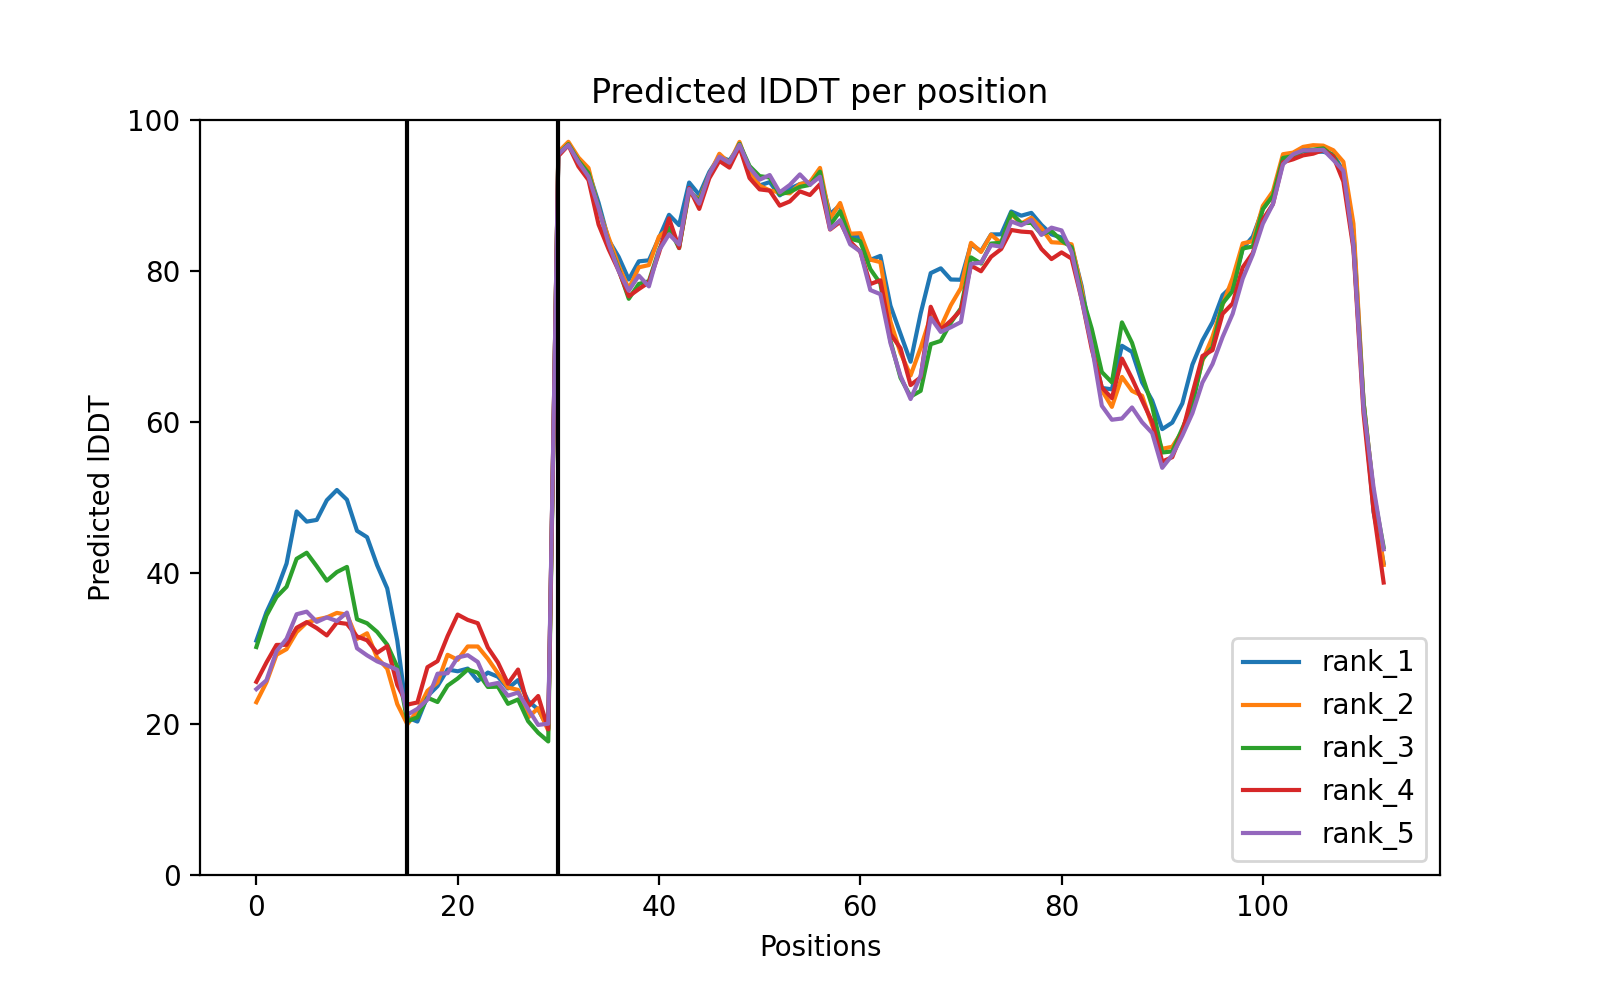 Predicted lDDT per position
Predicted lDDT
100
80
60
40
20
0
0 20 40 60 80 100
Positions
rank_1
rank_2
rank_3
rank_4
rank_5